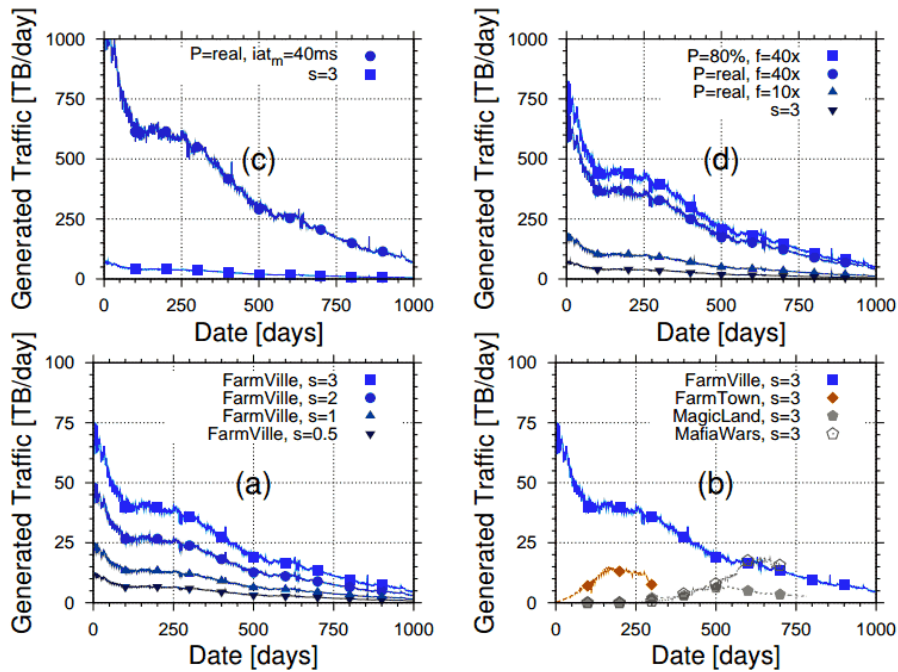 Generated Traffic [TB/day]
1000
750
500
250
0
P=real, iatm=40ms
s=3
(c)
0 250 500 750 1000
Date [days]
Generated Traffic [TB/day]
1000
750
500
250
0
P=80%, f=40x
P=real, f=40x
P=real, f=10x
s=3
(d)
0 250 500 750 1000
Date [days]
Generated Traffic [TB/day]
100
75
50
25
0
FarmVille, s=3
FarmVille, s=2
FarmVille, s=1
FarmVille, s=0.5
(a)
0 250 500 750 1000
Date [days]
Generated Traffic [TB/day]
100
75
50
25
0
FarmVille, s=3
FarmTown, s=3
MagicLand, s=3
MafiaWars, s=3
(b)
0 250 500 750 1000
Date [days]